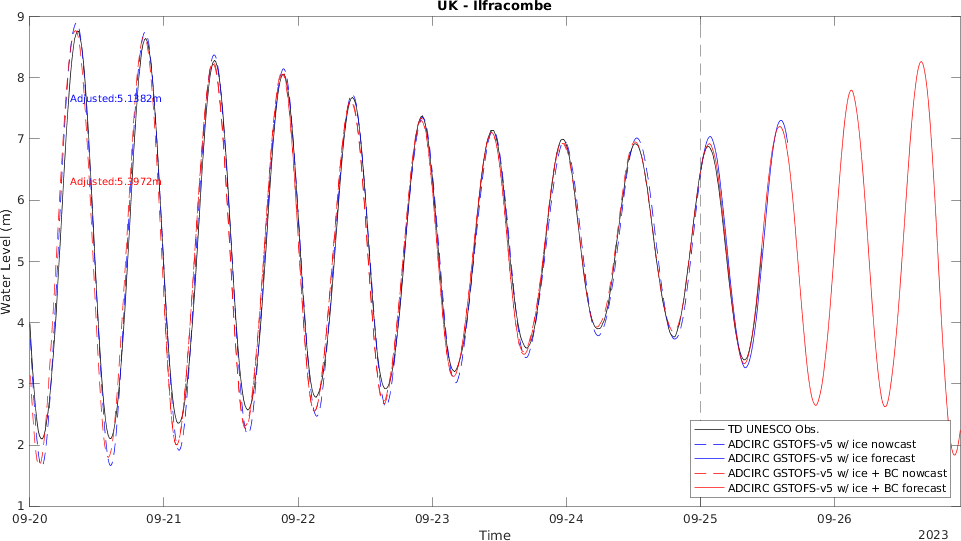 UK - Ilfracombe
9
8
7
6
5
4
3
2
1
Water Level (m)
Adjusted:5.1382m
Adjusted:5.3972m
TD UNESCO Obs.
ADCIRC GSTOFS-v5 w/ ice nowcast
ADCIRC GSTOFS-v5 w/ ice forecast
ADCIRC GSTOFS-v5 w/ ice + BC nowcast
ADCIRC GSTOFS-v5 w/ ice + BC forecast
09-20 09-21 09-22 09-23 09-24 09-25 09-26
Time
2023